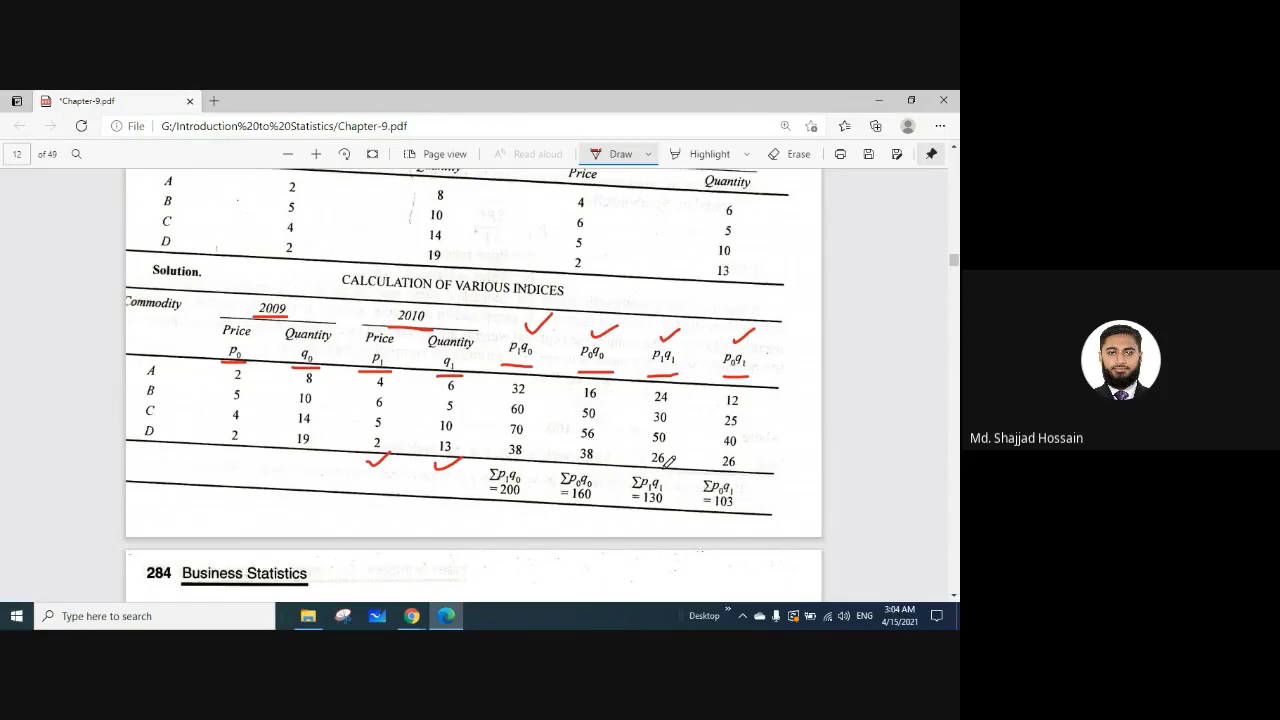 *Chapter-9.pdf
File G:/Introduction%20to%20Statistics/Chapter-9.pdf
12 of 49 Page view Read aloud Draw Highlight Erase
Price Quantity
A 2 8 4 6
B 5 10 6 5
C 4 14 5 10
D 2 19 2 13
Solution. CALCULATION OF VARIOUS INDICES
Commodity 2009 2010
Price Quantity Price Quantity p₁q₀ p₀q₀ p₁q₁ p₀q₁
p₀ q₀ p₁ q₁
A 2 8 4 6 32 16 24 12
B 5 10 6 5 60 50 30 25
C 4 14 5 10 70 56 50 40
D 2 19 2 13 38 38 26 26
∑p₁q₀ ∑p₀q₀ ∑p₁q₁ ∑p₀q₁
= 200 = 160 = 130 = 103
284 Business Statistics
Md. Shajjad Hossain
Type here to search
Desktop » ENG 3:04 AM
4/15/2021